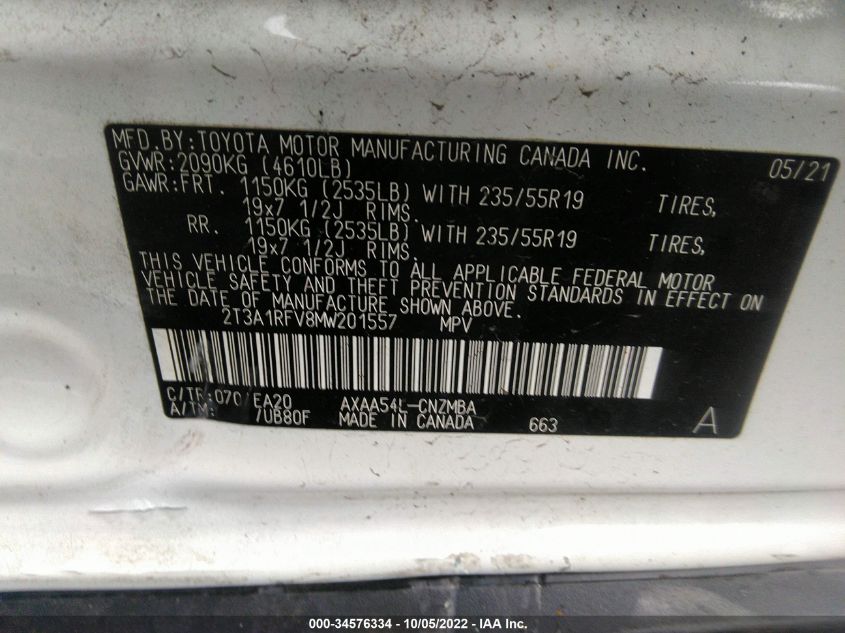 MFD.BY:TOYOTA MOTOR MANUFACTURING CANADA INC. 05/21
GVWR:2090KG (4610LB)
GAWR:FRT. 1150KG (2535LB) WITH 235/55R19 TIRES,
19x7 1/2J RIMS.
RR. 1150KG (2535LB) WITH 235/55R19 TIRES,
19x7 1/2J RIMS.
THIS VEHICLE CONFORMS TO ALL APPLICABLE FEDERAL MOTOR
VEHICLE SAFETY AND THEFT PREVENTION STANDARDS IN EFFECT ON
THE DATE OF MANUFACTURE SHOWN ABOVE.
2T3A1RFV8MW201557 MPV
C/TR:070/EA20 AXAA54L-CNZMBA
A/TM: /UB80F MADE IN CANADA 663 A
000-34576334 - 10/05/2022 - IAA Inc.